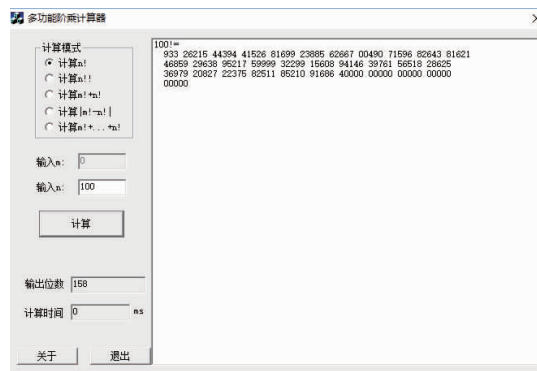 多功能阶乘计算器
计算模式
计算n!
计算n!!
计算m!+n!
计算|m!-n!|
计算m!+...+n!
输入m: 0
输入n: 100
计算
输出位数 158
计算时间 0 ms
关于 退出
100!=
933 26215 44394 41526 81699 23885 62667 00490 71596 82643 81621
46859 29638 95217 59999 32299 15608 94146 39761 56518 28625
36979 20827 22375 82511 85210 91686 40000 00000 00000 00000
00000